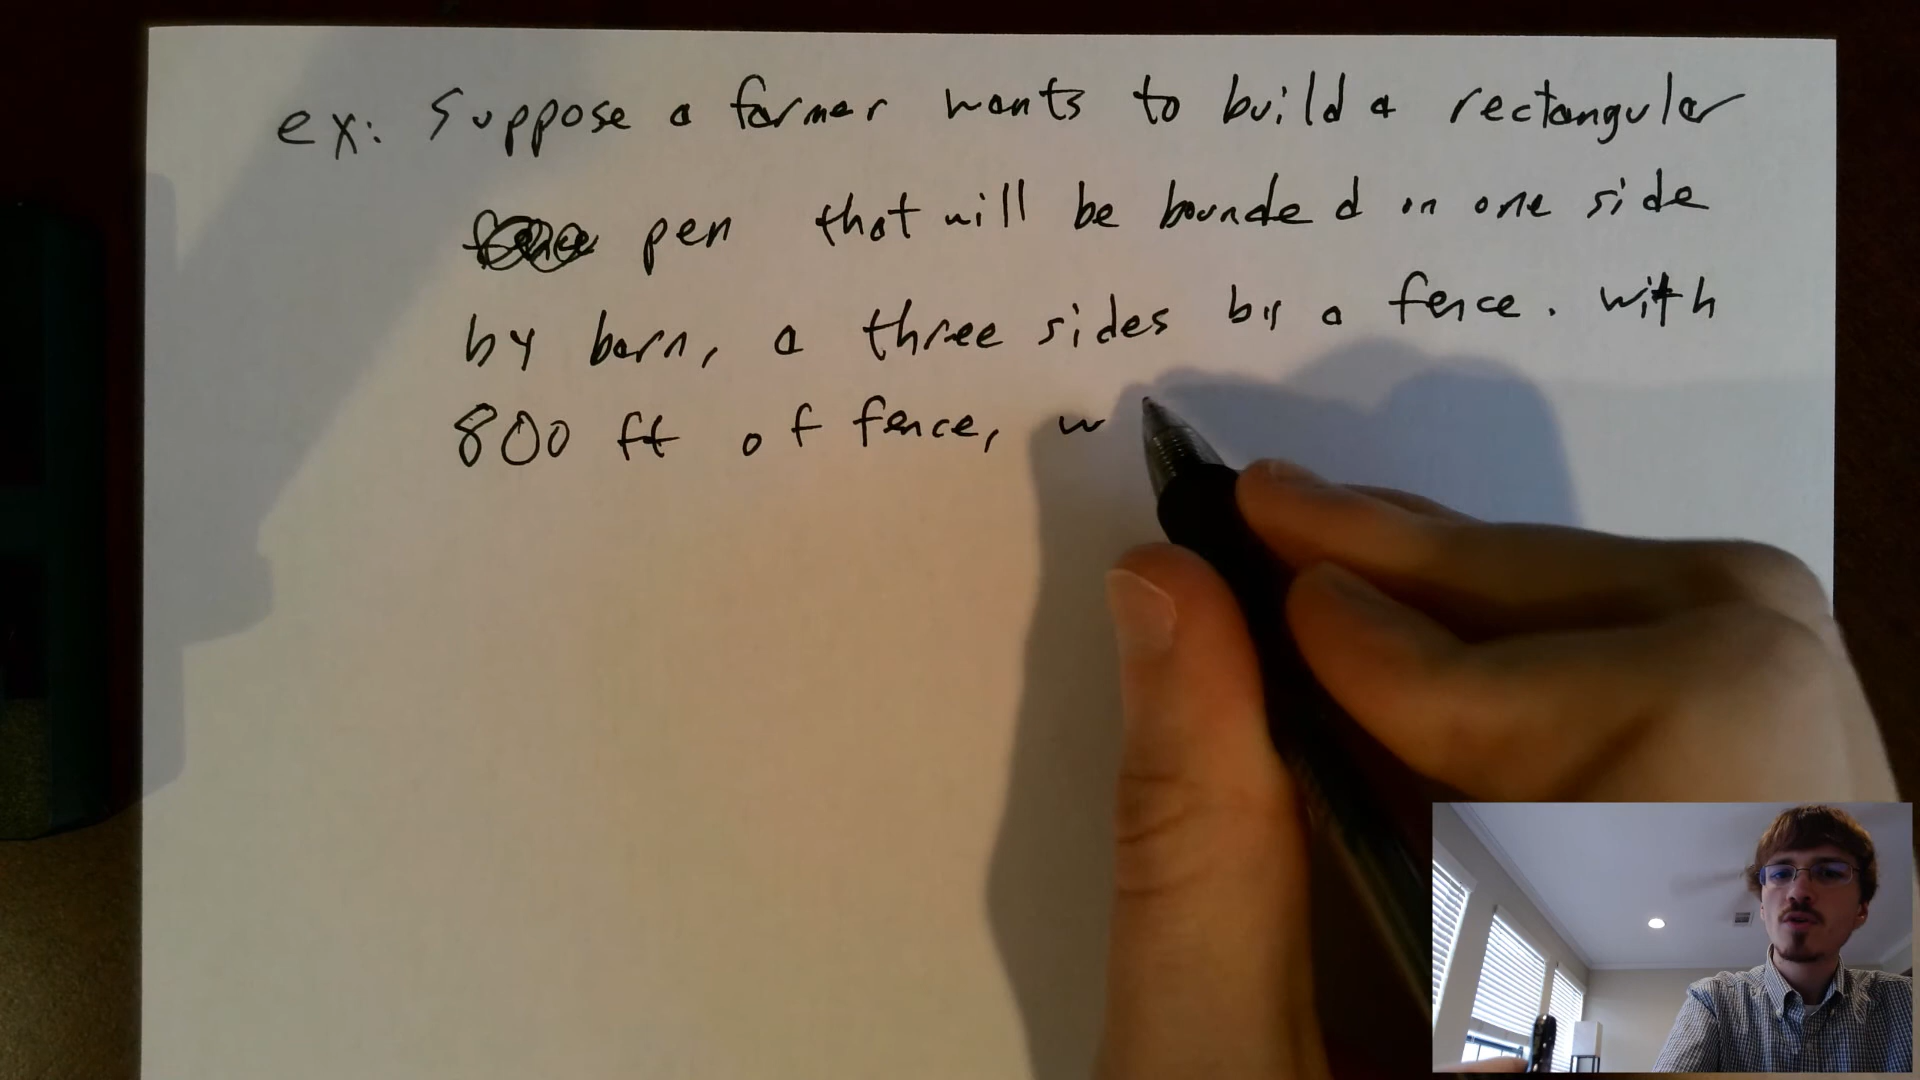 ex: Suppose a farmer wants to build a rectangular
pen that will be bounded on one side
by barn, a three sides by a fence. with
800 ft of fence, w